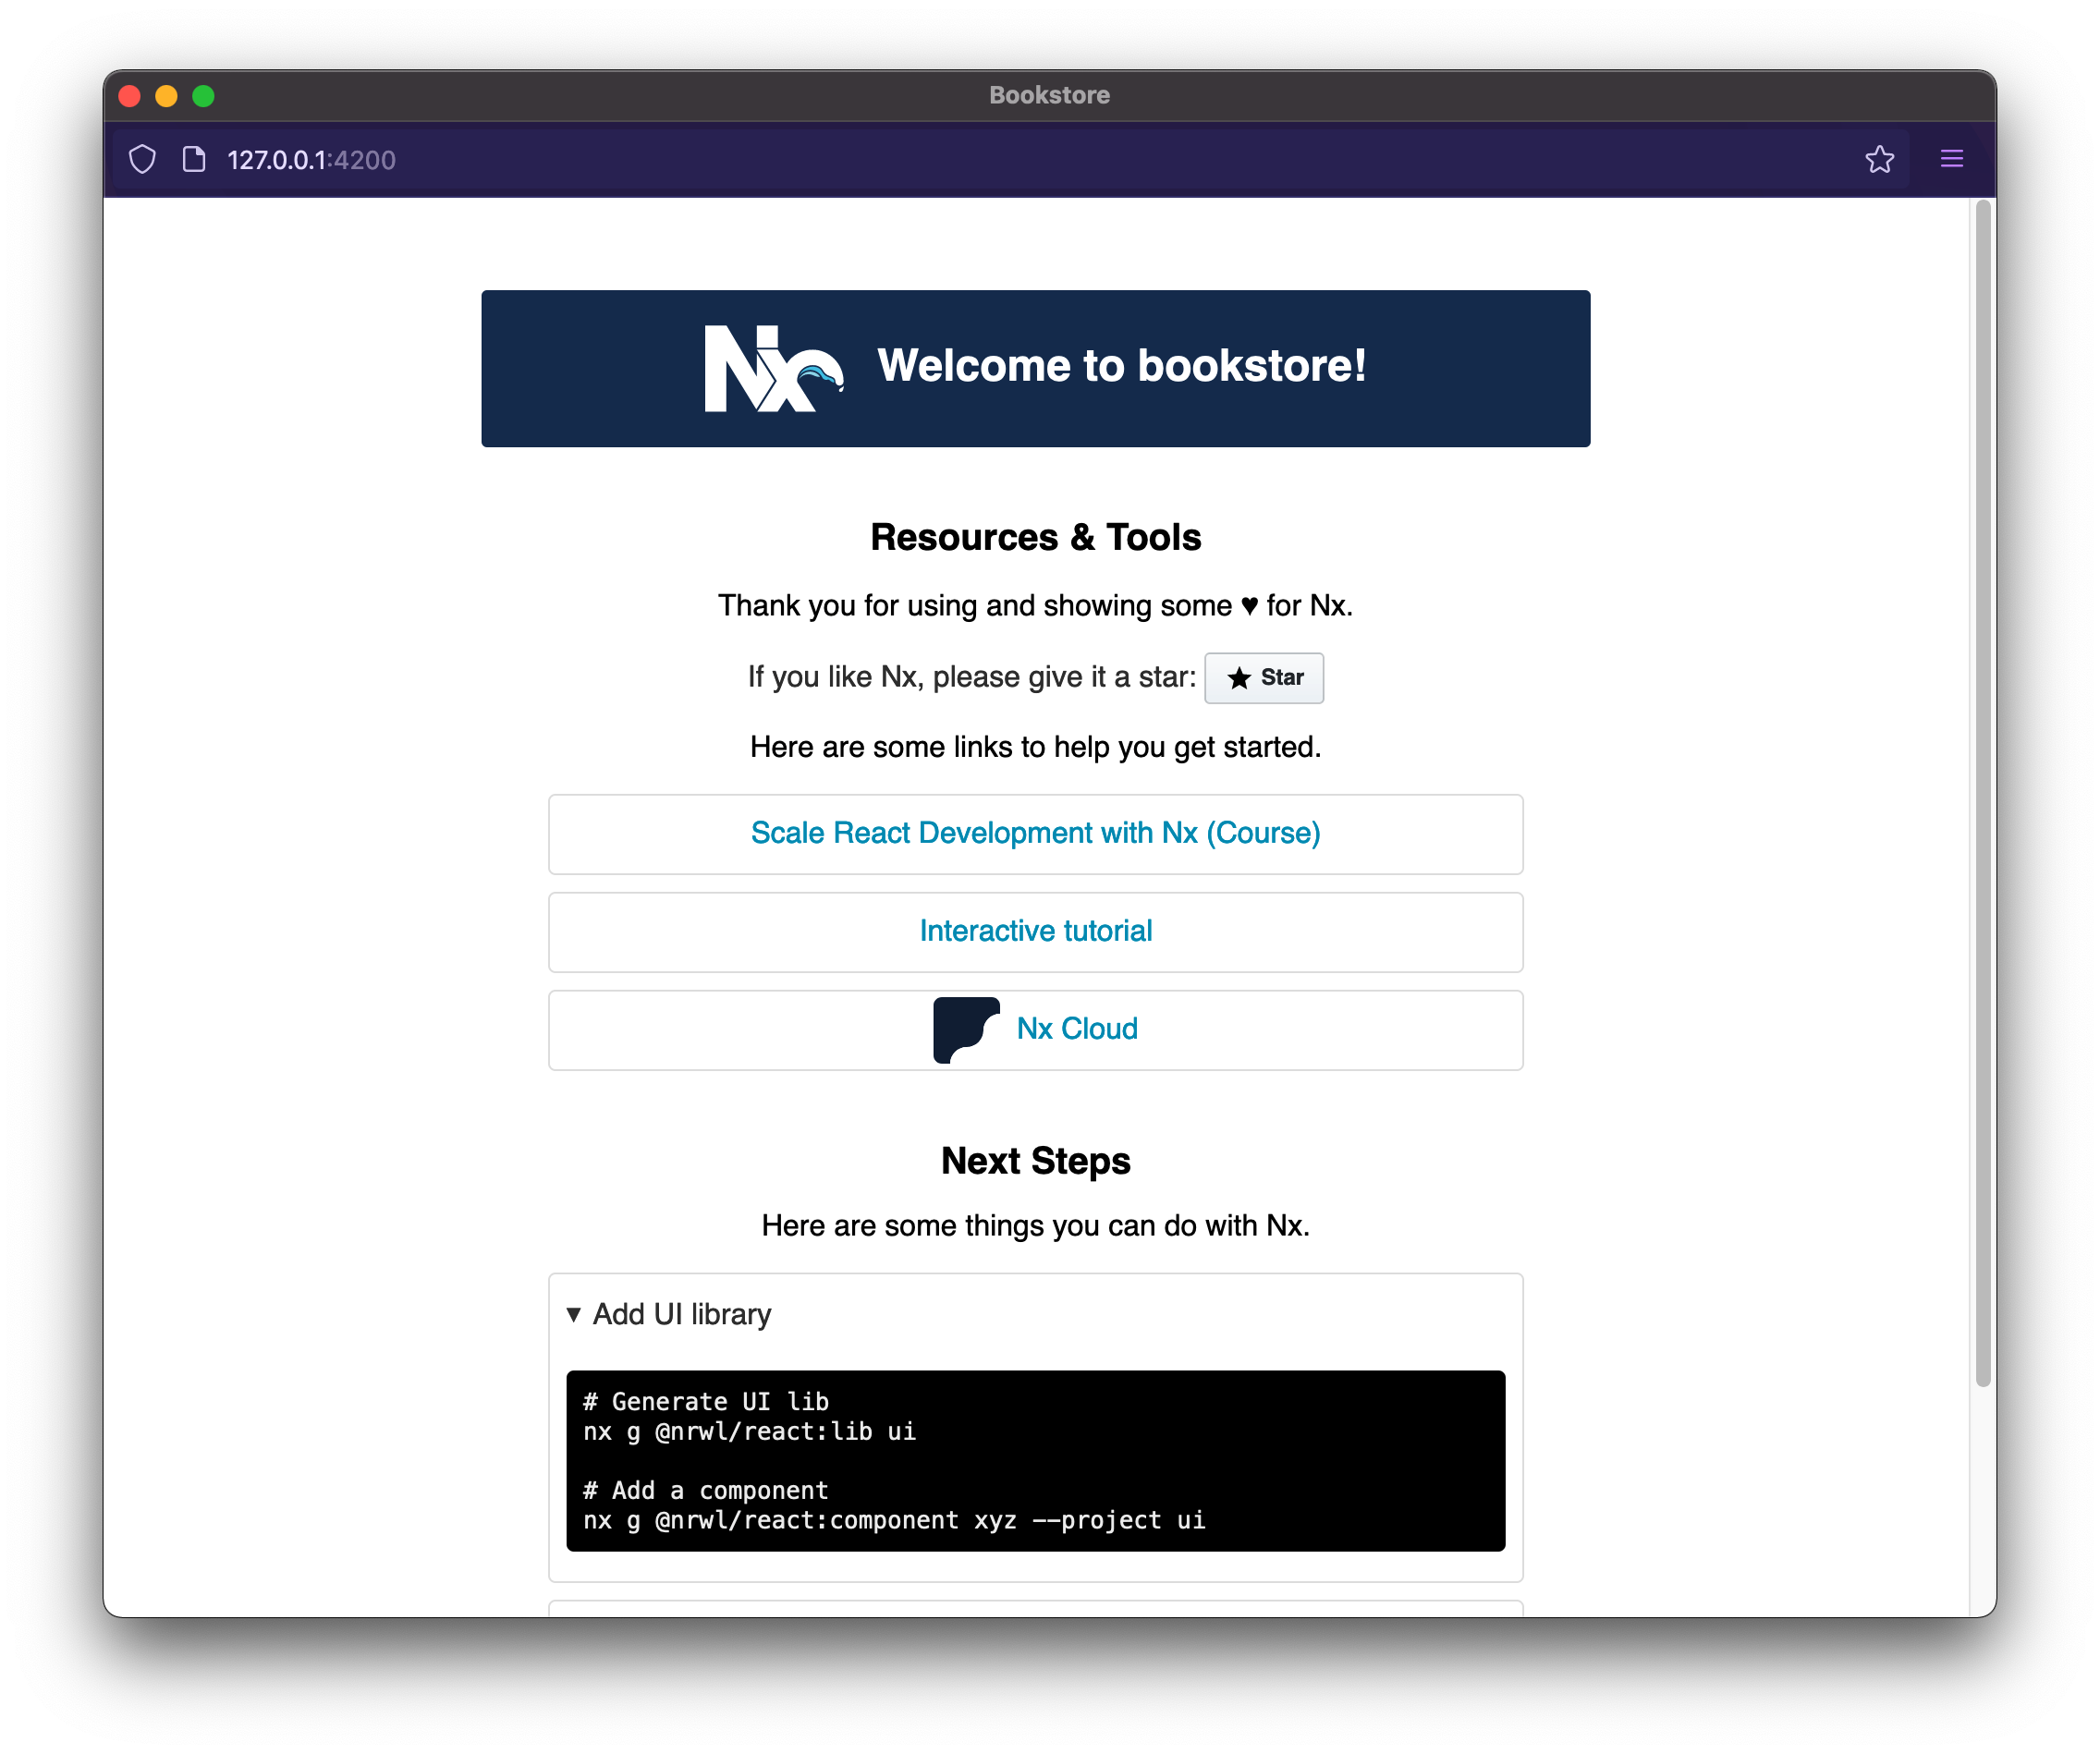 Bookstore
127.0.0.1:4200
Nx Welcome to bookstore!
Resources & Tools
Thank you for using and showing some ♥ for Nx.
If you like Nx, please give it a star: ★ Star
Here are some links to help you get started.
Scale React Development with Nx (Course)
Interactive tutorial
Nx Cloud
Next Steps
Here are some things you can do with Nx.
▼ Add UI library
# Generate UI lib
nx g @nrwl/react:lib ui
# Add a component
nx g @nrwl/react:component xyz --project ui